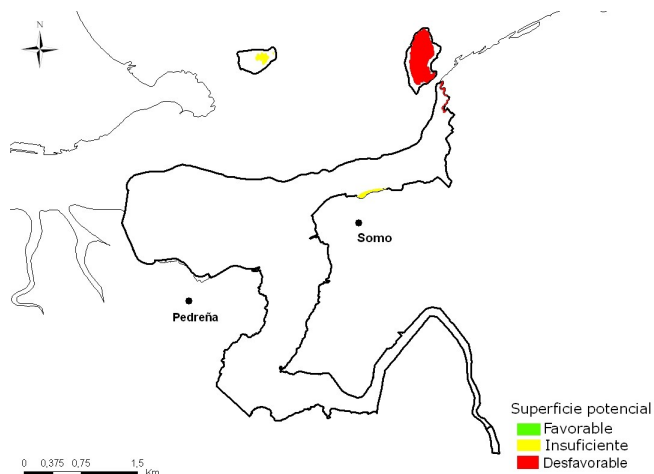 N
Somo
Pedreña
Superficie potencial
Favorable
Insuficiente
Desfavorable
0 0,375 0,75 1,5
Km